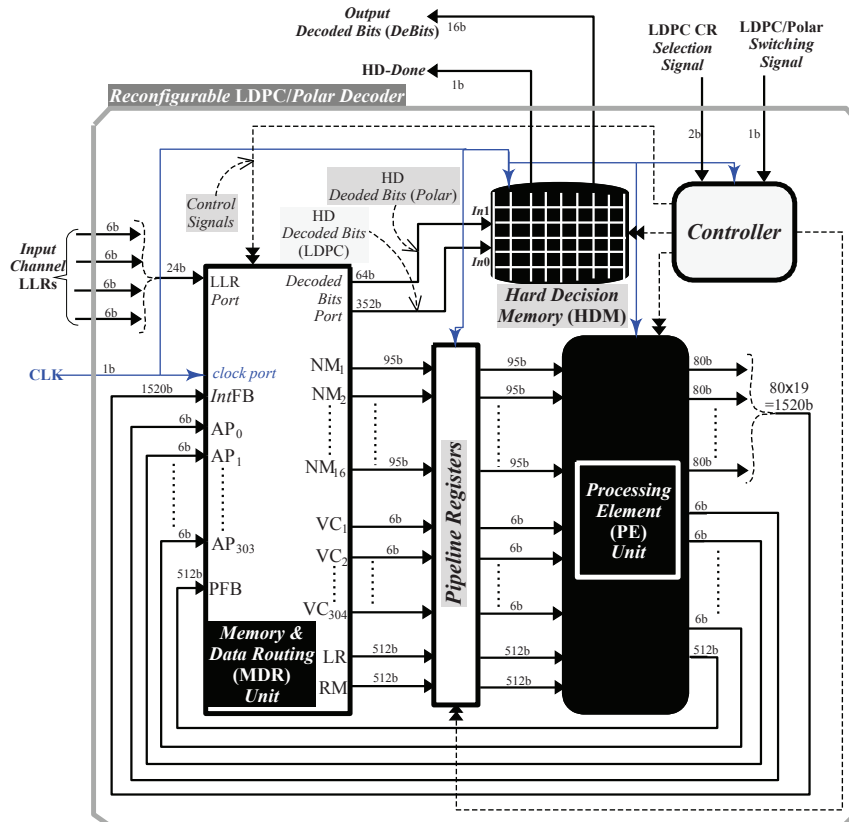 Output
Decoded Bits (DeBits)
16b
HD-Done
1b
LDPC CR
Selection
Signal
LDPC/Polar
Switching
Signal
Reconfigurable LDPC/Polar Decoder
2b
1b
Control
Signals
HD
Deoded Bits (Polar)
HD
Decoded Bits
(LDPC)
In1
In0
Hard Decision
Memory (HDM)
Controller
Input
Channel
LLRs
6b
6b
6b
6b
24b
LLR
Port
Decoded
Bits
Port
64b
352b
CLK
1b
clock port
1520b
IntFB
6b
AP0
6b
AP1
6b
AP303
512b
PFB
NM1
95b
95b
NM2
95b
95b
NM16
95b
95b
VC1
6b
6b
VC2
6b
6b
VC304
6b
6b
LR
512b
512b
RM
512b
512b
Memory &
Data Routing
(MDR)
Unit
Pipeline Registers
Processing
Element
(PE)
Unit
80b
80b
80b
80x19
=1520b
6b
6b
6b
512b